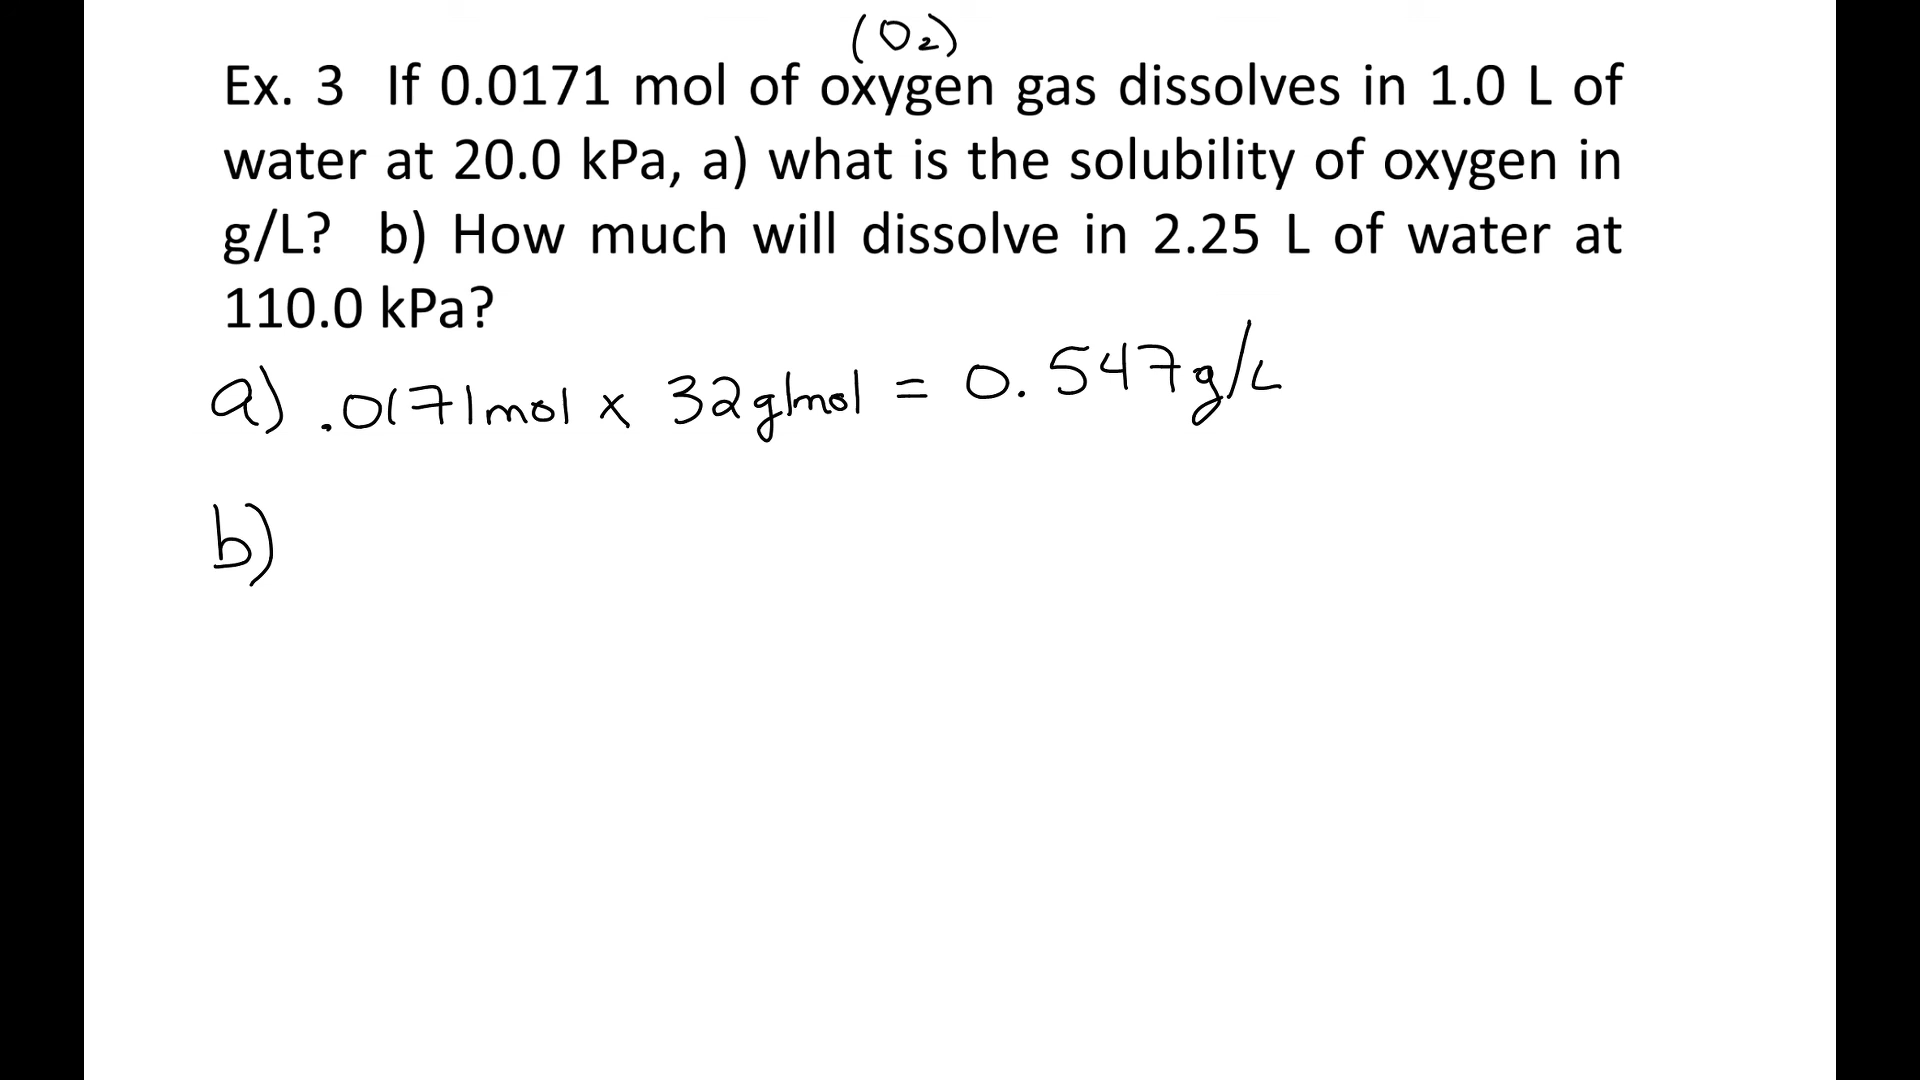 (O₂)
Ex. 3 If 0.0171 mol of oxygen gas dissolves in 1.0 L of
water at 20.0 kPa, a) what is the solubility of oxygen in
g/L? b) How much will dissolve in 2.25 L of water at
110.0 kPa?
a) .0171mol x 32g/mol = 0.547g/L
b)